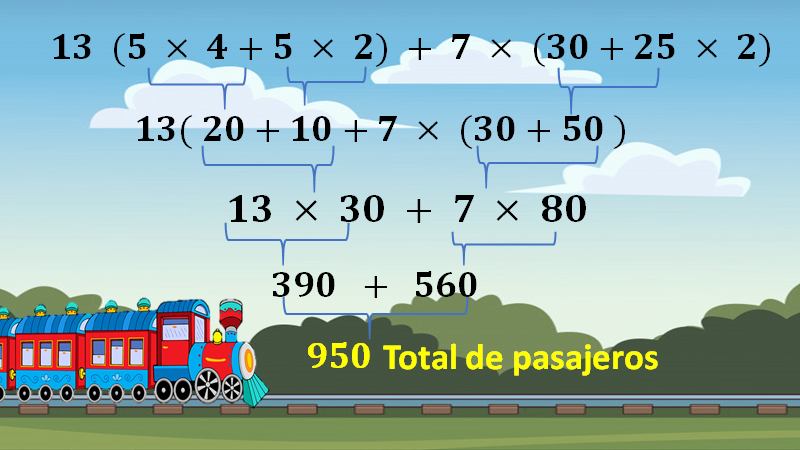 13 (5 × 4 + 5 × 2) + 7 × (30 + 25 × 2)
13( 20 + 10 + 7 × (30 + 50 )
13 × 30 + 7 × 80
390 + 560
950 Total de pasajeros